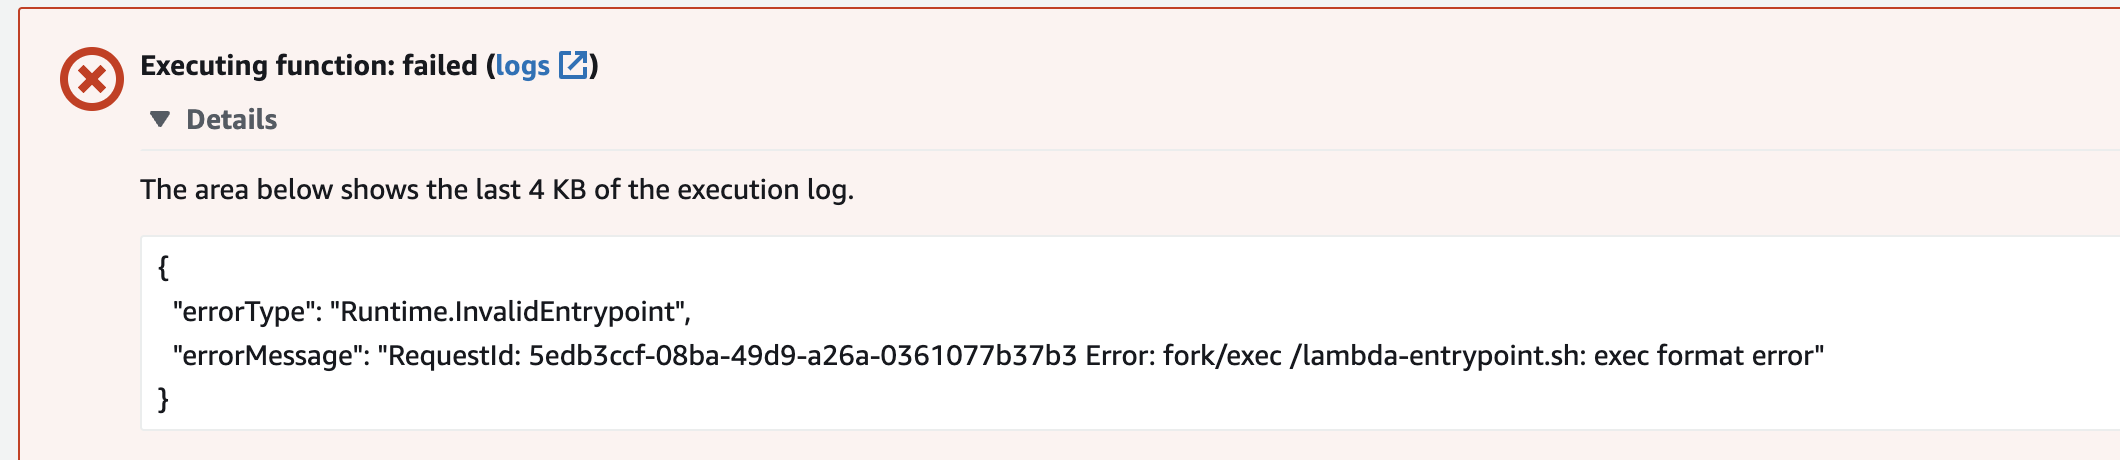 Executing function: failed (logs)
Details
The area below shows the last 4 KB of the execution log.
{
"errorType": "Runtime.InvalidEntrypoint",
"errorMessage": "RequestId: 5edb3ccf-08ba-49d9-a26a-0361077b37b3 Error: fork/exec /lambda-entrypoint.sh: exec format error"
}